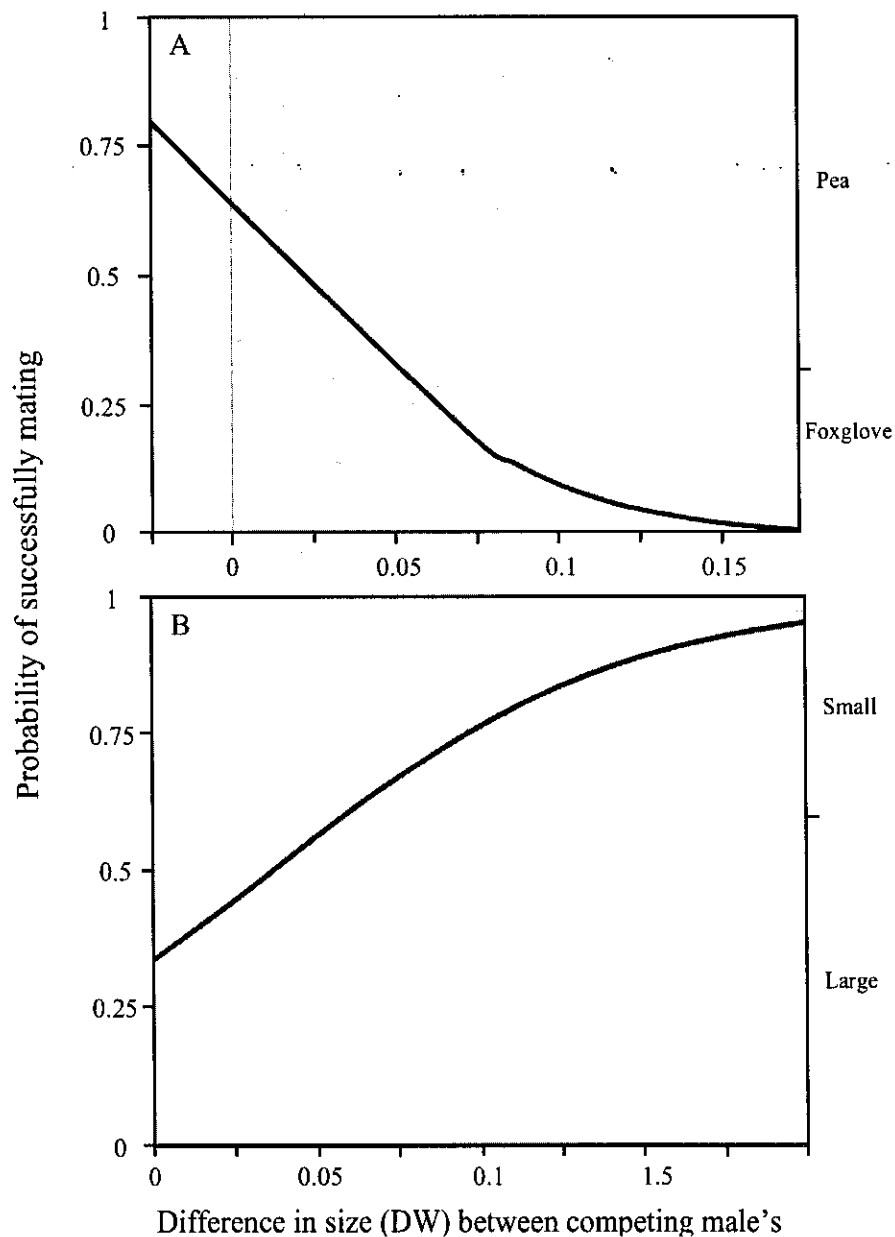 Probability of successfully mating
1
A
0.75
0.5
0.25
0
Pea
Foxglove
0
0.05
0.1
0.15
1
B
0.75
0.5
0.25
0
Small
Large
0
0.05
0.1
1.5
Difference in size (DW) between competing male's